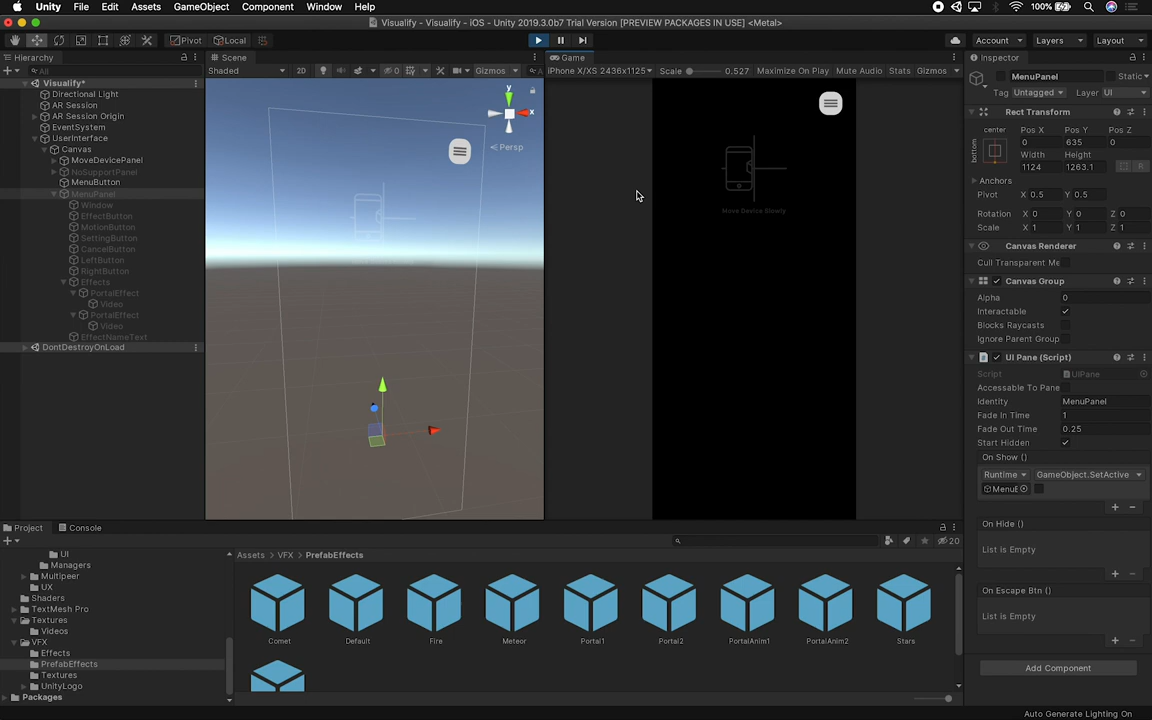 Unity File Edit Assets GameObject Component Window Help 100%
Visualify - Visualify - iOS - Unity 2019.3.0b7 Trial Version [PREVIEW PACKAGES IN USE] <Metal>
Pivot Local Account Layers Layout
Hierarchy
All
Visualify*
Directional Light
AR Session
AR Session Origin
EventSystem
UserInterface
Canvas
MoveDevicePanel
NoSupportPanel
MenuButton
MenuPanel
Window
EffectButton
MotionButton
SettingButton
CancelButton
LeftButton
RightButton
Effects
PortalEffect
Video
PortalEffect
Video
EffectNameText
DontDestroyOnLoad
Scene
Shaded 2D 0 Gizmos All
y
x
Persp
Game
iPhone X/XS 2436x1125 Scale 0.527 Maximize On Play Mute Audio Stats Gizmos
Move Device Slowly
Inspector
MenuPanel Static
Tag Untagged Layer UI
Rect Transform
center Pos X Pos Y Pos Z
bottom 0 635 0
Width Height
1124 1263.1 R
Anchors
Pivot X 0.5 Y 0.5
Rotation X 0 Y 0 Z 0
Scale X 1 Y 1 Z 1
Canvas Renderer
Cull Transparent Me
Canvas Group
Alpha 0
Interactable
Blocks Raycasts
Ignore Parent Group
UI Pane (Script)
Script UIPane
Accessable To Pane
Identity MenuPanel
Fade In Time 1
Fade Out Time 0.25
Start Hidden
On Show ()
Runtime GameObject.SetActive
MenuE
On Hide ()
List is Empty
On Escape Btn ()
List is Empty
Add Component
Project Console
UI
Managers
Multipeer
UX
Shaders
TextMesh Pro
Textures
Videos
VFX
Effects
PrefabEffects
Textures
UnityLogo
Packages
20
Assets > VFX > PrefabEffects
Comet Default Fire Meteor Portal1 Portal2 PortalAnim1 PortalAnim2 Stars
Auto Generate Lighting On